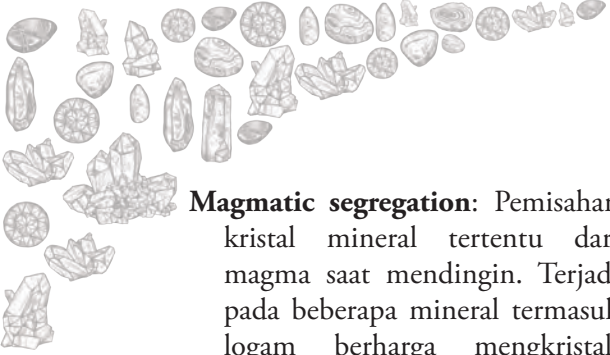 Magmatic segregation: Pemisahan
kristal mineral tertentu dari
magma saat mendingin. Terjadi
pada beberapa mineral termasuk
logam berharga mengkristal